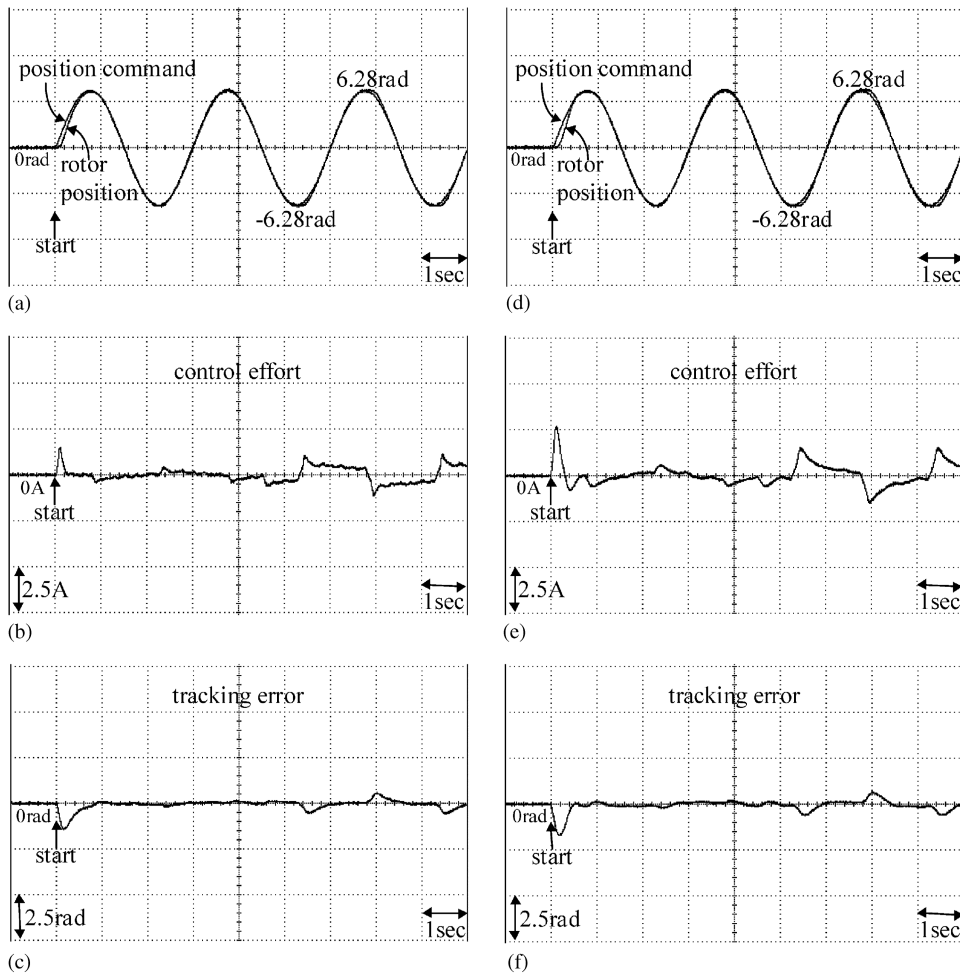 position command
6.28rad
0rad
rotor
position
-6.28rad
start
1sec
(a)
position command
6.28rad
0rad
rotor
position
-6.28rad
start
1sec
(d)
control effort
0A
start
2.5A
1sec
(b)
control effort
0A
start
2.5A
1sec
(e)
tracking error
0rad
start
2.5rad
1sec
(c)
tracking error
0rad
start
2.5rad
1sec
(f)